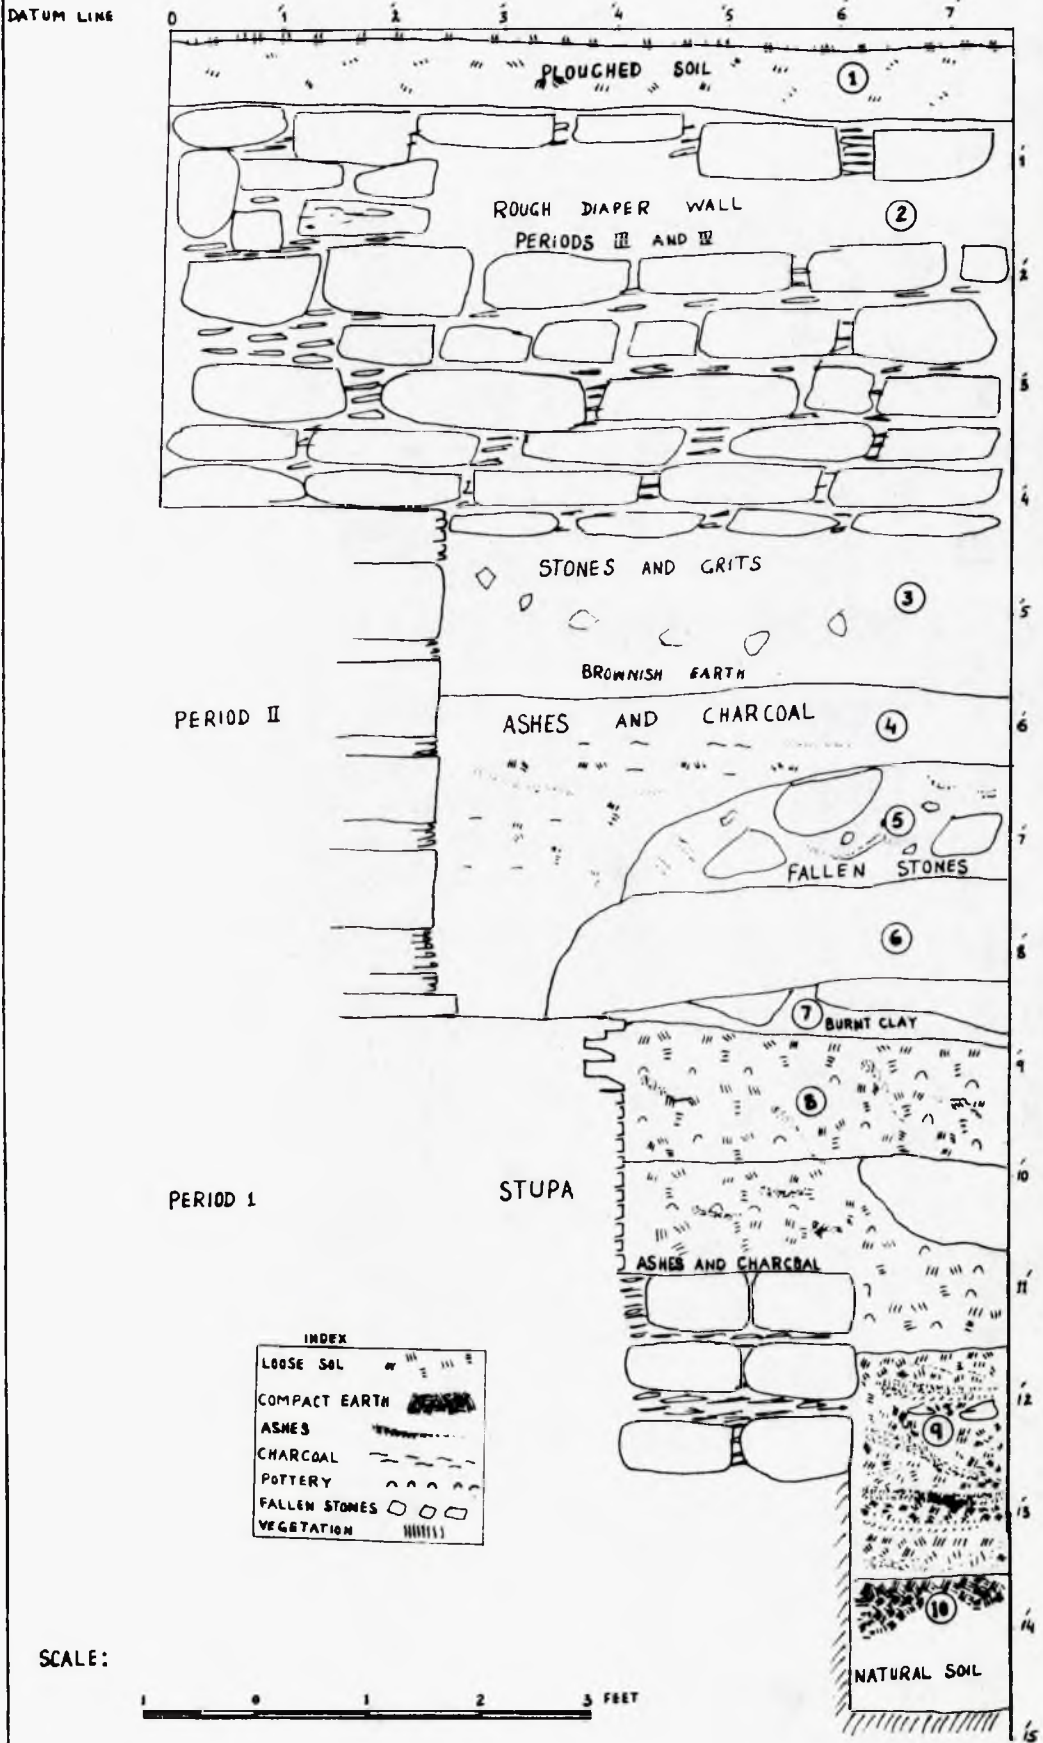 DATUM LINE
0 1' 2' 3' 4' 5' 6' 7'
PLOUGHED SOIL 1
1'
ROUGH DIAPER WALL 2
PERIODS III AND IV
2'
3'
4'
STONES AND GRITS
3
5'
BROWNISH EARTH
PERIOD II
ASHES AND CHARCOAL 4
6'
5
7'
FALLEN STONES
6
8'
7 BURNT CLAY
9'
8
10'
PERIOD 1
STUPA
ASHES AND CHARCOAL
11'
INDEX
LOOSE SOL or
COMPACT EARTH
ASHES
CHARCOAL
POTTERY
FALLEN STONES
VEGETATION
12'
9
13'
10
14'
NATURAL SOIL
15'
SCALE:
1 0 1 2 3 FEET